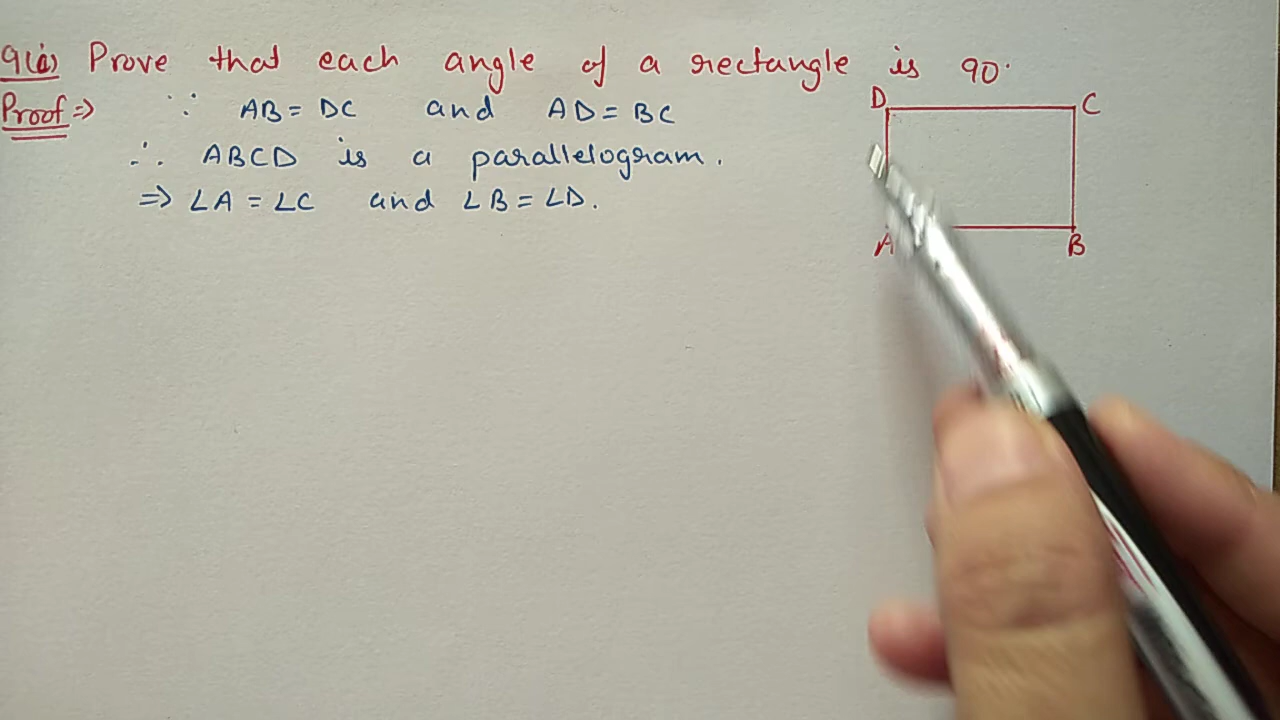 9(i) Prove that each angle of a rectangle is 90°
Proof⇒ ∵ AB = DC and AD = BC
∴ ABCD is a parallelogram.
⇒ ∠A = ∠C and ∠B = ∠D.
D C
A B